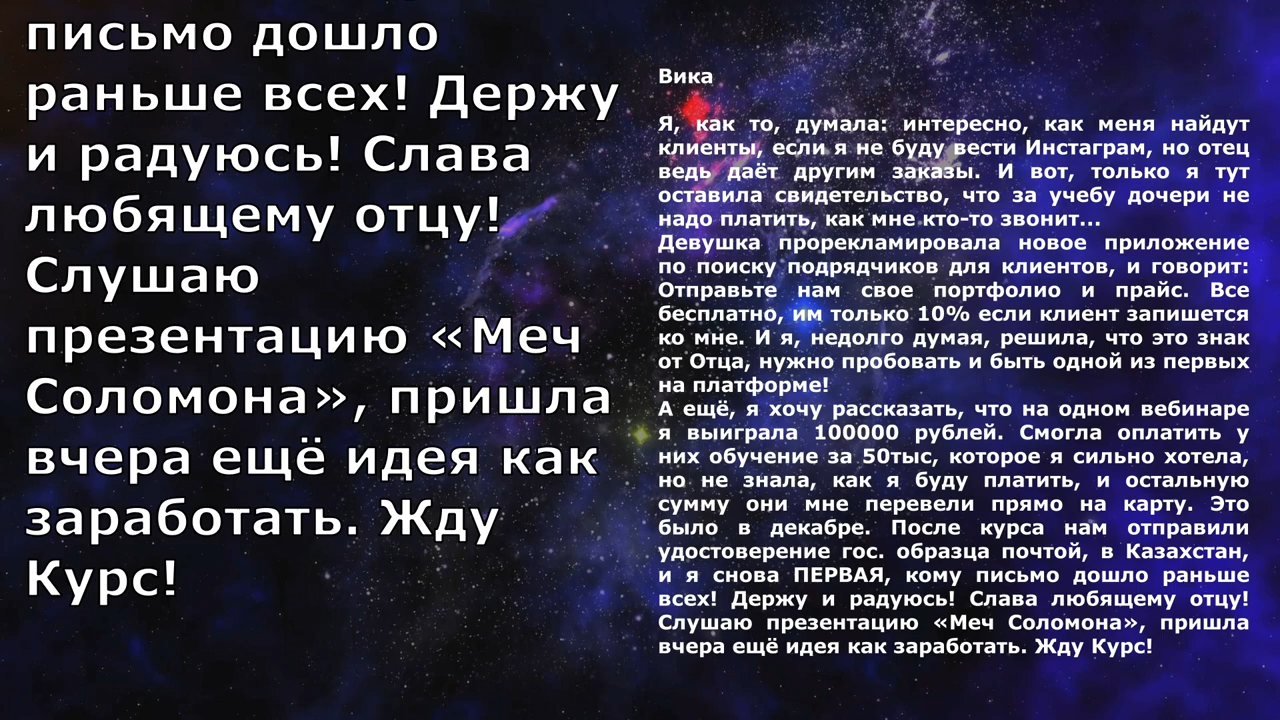 письмо дошло
раньше всех! Держу
и радуюсь! Слава
любящему отцу!
Слушаю
презентацию «Меч
Соломона», пришла
вчера ещё идея как
заработать. Жду
Курс!
Вика
Я, как то, думала: интересно, как меня найдут
клиенты, если я не буду вести Инстаграм, но отец
ведь даёт другим заказы. И вот, только я тут
оставила свидетельство, что за учебу дочери не
надо платить, как мне кто-то звонит...
Девушка прорекламировала новое приложение
по поиску подрядчиков для клиентов, и говорит:
Отправьте нам свое портфолио и прайс. Все
бесплатно, им только 10% если клиент запишется
ко мне. И я, недолго думая, решила, что это знак
от Отца, нужно пробовать и быть одной из первых
на платформе!
А ещё, я хочу рассказать, что на одном вебинаре
я выиграла 100000 рублей. Смогла оплатить у
них обучение за 50тыс, которое я сильно хотела,
но не знала, как я буду платить, и остальную
сумму они мне перевели прямо на карту. Это
было в декабре. После курса нам отправили
удостоверение гос. образца почтой, в Казахстан,
и я снова ПЕРВАЯ, кому письмо дошло раньше
всех! Держу и радуюсь! Слава любящему отцу!
Слушаю презентацию «Меч Соломона», пришла
вчера ещё идея как заработать. Жду Курс!